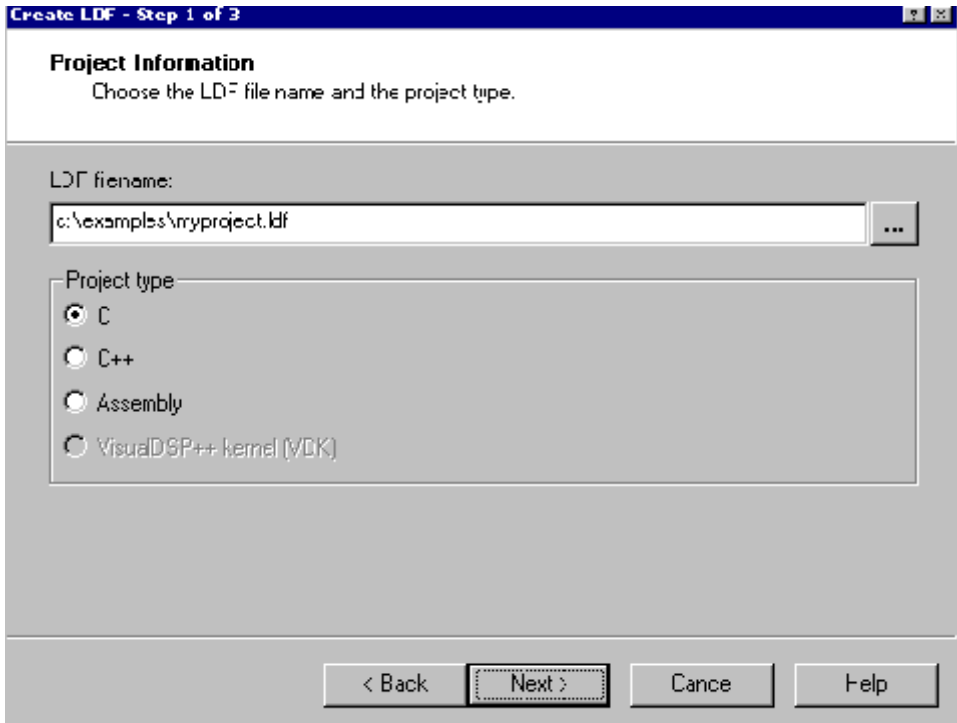 Create LDF - Step 1 of 3
Project Information
Choose the LDF file name and the project type.
LDF filename:
c:\examples\myproject.ldf
...
Project type
C
C++
Assembly
VisualDSP++ kernel (VDK)
< Back
Next >
Cancel
Help